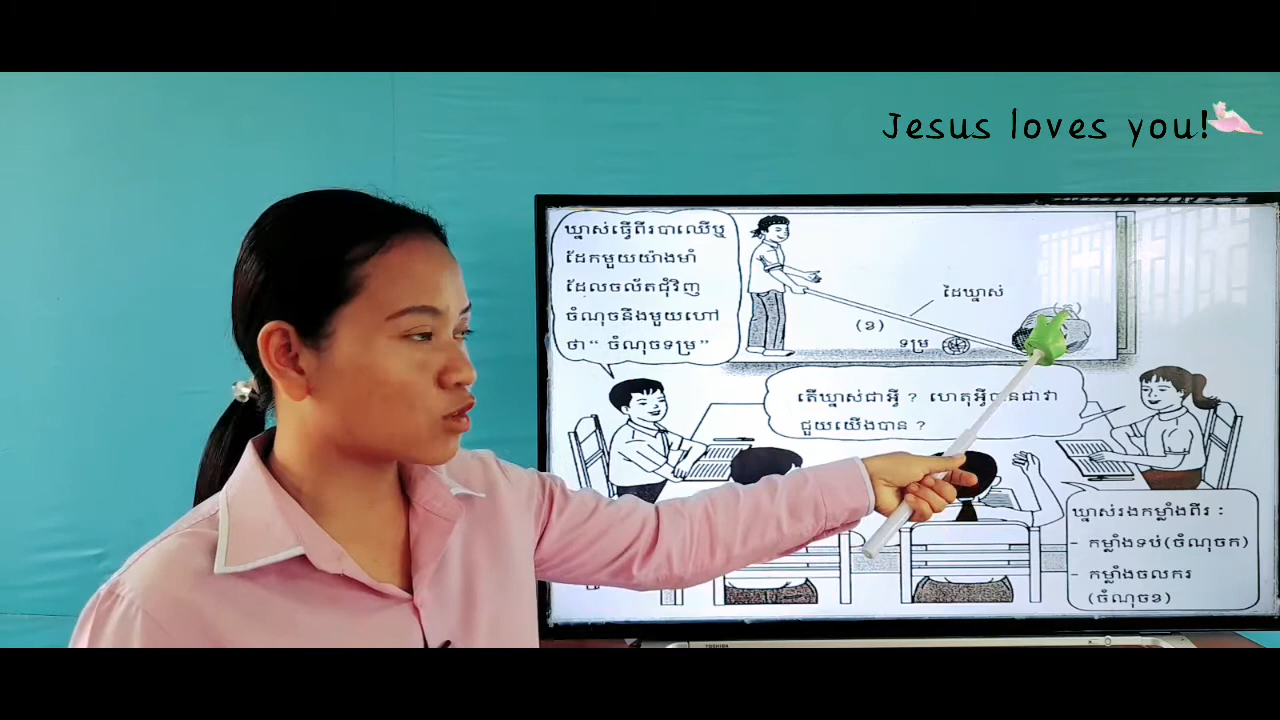 Jesus loves you!
ឃ្នាស់ធ្វើពីរបាឈើឬ
ដែកមួយយ៉ាងមាំ
ដែលចល័តជុំវិញ
ចំណុចនឹងមួយហៅ
ថា“ ចំណុចទម្រ”
ដៃឃ្នាស់
(ខ)
ទម្រ
តើឃ្នាស់ជាអ្វី ? ហេតុអ្វីបានជាវា
ជួយយើងបាន ?
ឃ្នាស់រងកម្លាំងពីរ :
- កម្លាំងទប់(ចំណុចក)
- កម្លាំងចលករ
(ចំណុចខ)
TOSHIBA